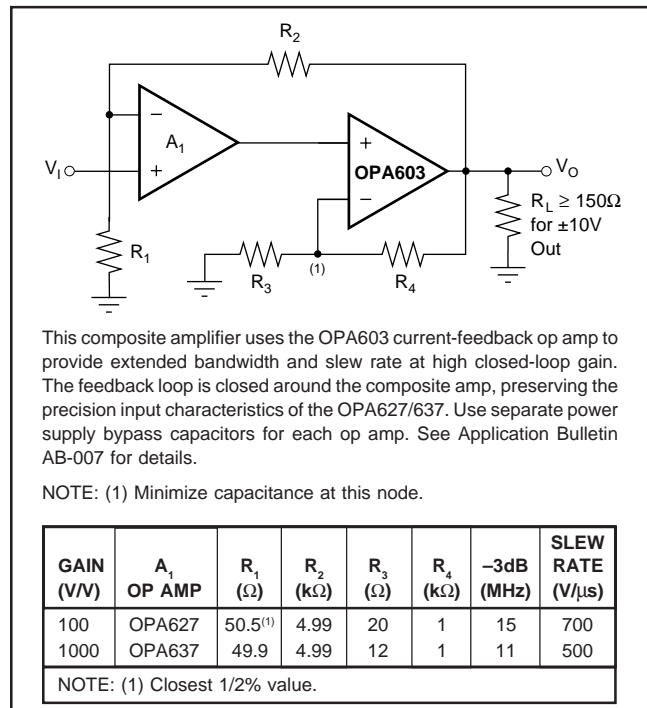 R2
A1
−
+
VI
OPA603
+
−
VO
RL ≥ 150Ω
for ±10V
Out
R1
R3
(1)
R4
This composite amplifier uses the OPA603 current-feedback op amp to
provide extended bandwidth and slew rate at high closed-loop gain.
The feedback loop is closed around the composite amp, preserving the
precision input characteristics of the OPA627/637. Use separate power
supply bypass capacitors for each op amp. See Application Bulletin
AB-007 for details.
NOTE: (1) Minimize capacitance at this node.
GAIN (V/V) A1 OP AMP R1 (Ω) R2 (kΩ) R3 (Ω) R4 (kΩ) –3dB (MHz) SLEW RATE (V/µs)
100 OPA627 50.5(1) 4.99 20 1 15 700
1000 OPA637 49.9 4.99 12 1 11 500
NOTE: (1) Closest 1/2% value.